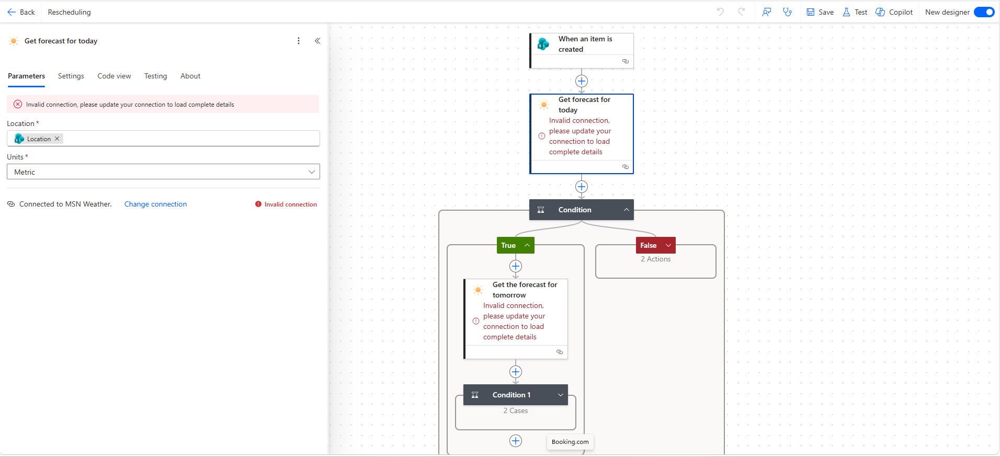 Back
Rescheduling
Save
Test
Copilot
New designer
Get forecast for today
Parameters
Settings
Code view
Testing
About
Invalid connection, please update your connection to load complete details
Location *
Location
Units *
Metric
Connected to MSN Weather.
Change connection
Invalid connection
When an item is
created
Get forecast for
today
Invalid connection,
please update your
connection to load
complete details
Condition
True
False
2 Actions
Get the forecast for
tomorrow
Invalid connection,
please update your
connection to load
complete details
Condition 1
2 Cases
Booking.com